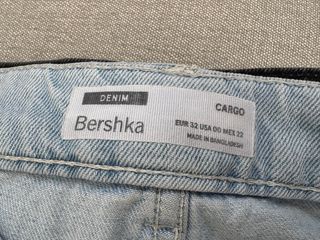 DENIM
Bershka
CARGO
EUR 32 USA 00 MEX 22
MADE IN BANGLADESH